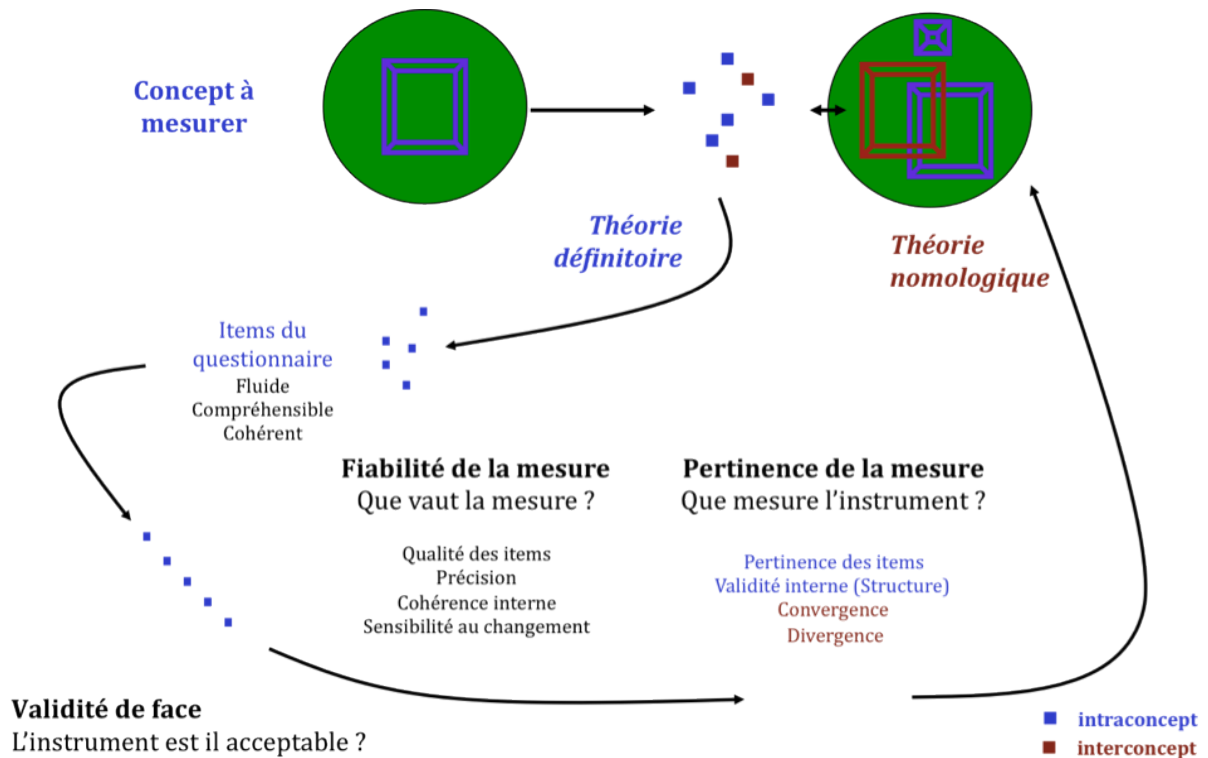 Concept à
mesurer
Théorie
définitoire
Théorie
nomologique
Items du
questionnaire
Fluide
Compréhensible
Cohérent
Fiabilité de la mesure
Que vaut la mesure ?
Qualité des items
Précision
Cohérence interne
Sensibilité au changement
Pertinence de la mesure
Que mesure l'instrument ?
Pertinence des items
Validité interne (Structure)
Convergence
Divergence
Validité de face
L'instrument est il acceptable ?
intraconcept
interconcept